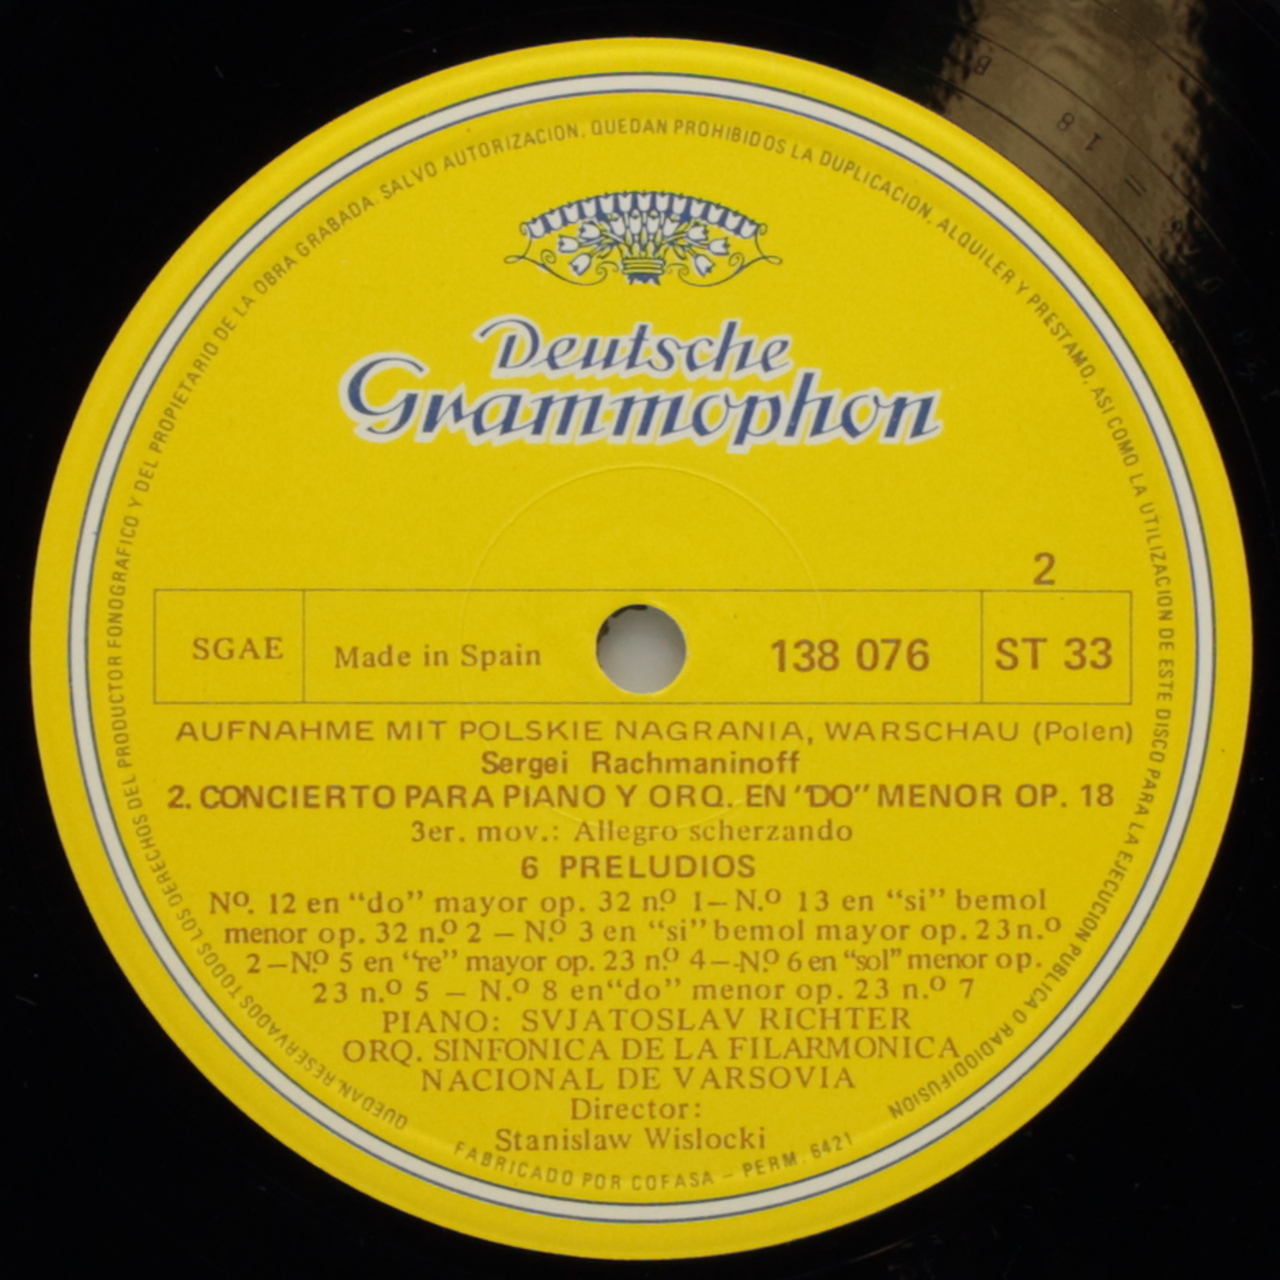 QUEDAN, RESERVADOS TODOS LOS DERECHOS DEL PRODUCTOR FONOGRAFICO Y DEL PROPIETARIO DE LA OBRA GRABADA. SALVO AUTORIZACION, QUEDAN PROHIBIDOS LA DUPLICACION, ALQUILER Y PRESTAMO, ASI COMO LA UTILIZACION DE ESTE DISCO PARA LA EJECUCION PUBLICA O RADIODIFUSION
Deutsche
Grammophon
2
SGAE Made in Spain 138 076 ST 33
AUFNAHME MIT POLSKIE NAGRANIA, WARSCHAU (Polen)
Sergei Rachmaninoff
2. CONCIERTO PARA PIANO Y ORQ. EN "DO" MENOR OP. 18
3er. mov.: Allegro scherzando
6 PRELUDIOS
Nº. 12 en "do" mayor op. 32 n.º 1–N.º 13 en "si" bemol
menor op. 32 n.º 2 – N.º 3 en "si" bemol mayor op. 23 n.º
2–N.º 5 en "re" mayor op. 23 n.º 4–-N.º 6 en "sol" menor op.
23 n.º 5 – N.º 8 en "do" menor op. 23 n.º 7
PIANO: SVJATOSLAV RICHTER
ORQ. SINFONICA DE LA FILARMONICA
NACIONAL DE VARSOVIA
Director:
Stanislaw Wislocki
FABRICADO POR COFASA – PERM. 6421